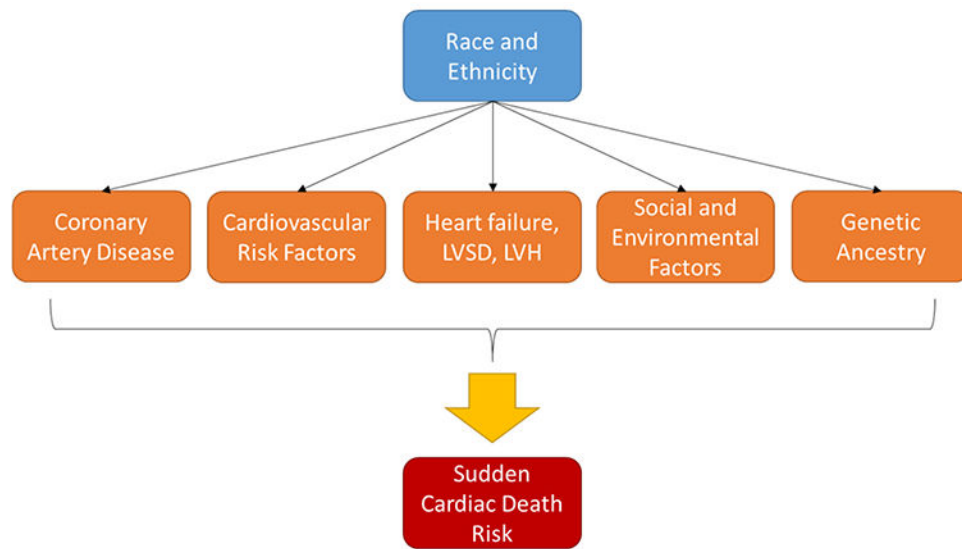 Race and
Ethnicity
Coronary
Artery Disease
Cardiovascular
Risk Factors
Heart failure,
LVSD, LVH
Social and
Environmental
Factors
Genetic
Ancestry
Sudden
Cardiac Death
Risk